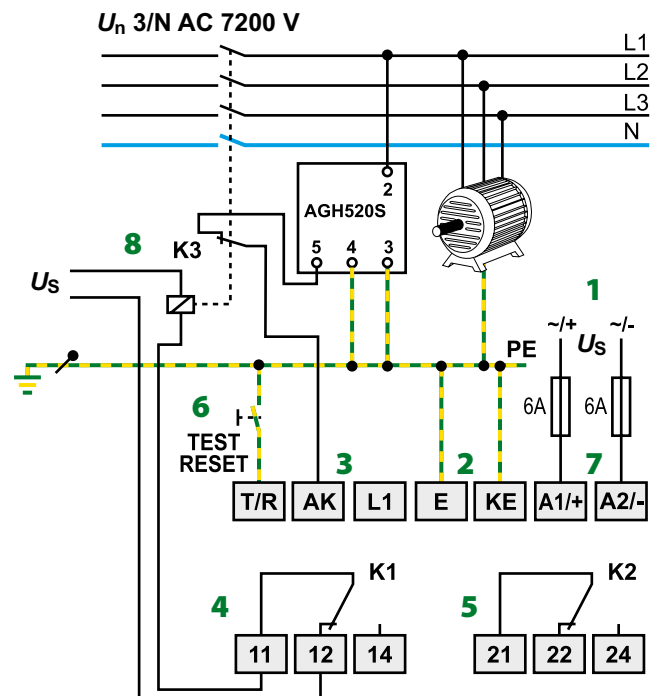 Un 3/N AC 7200 V
L1
L2
L3
N
2
AGH520S
5 4 3
8
K3
US
1
~/+ ~/-
US
PE
6A 6A
6
TEST
RESET
3 2 7
T/R AK L1 E KE A1/+ A2/-
K1 K2
4 5
11 12 14 21 22 24